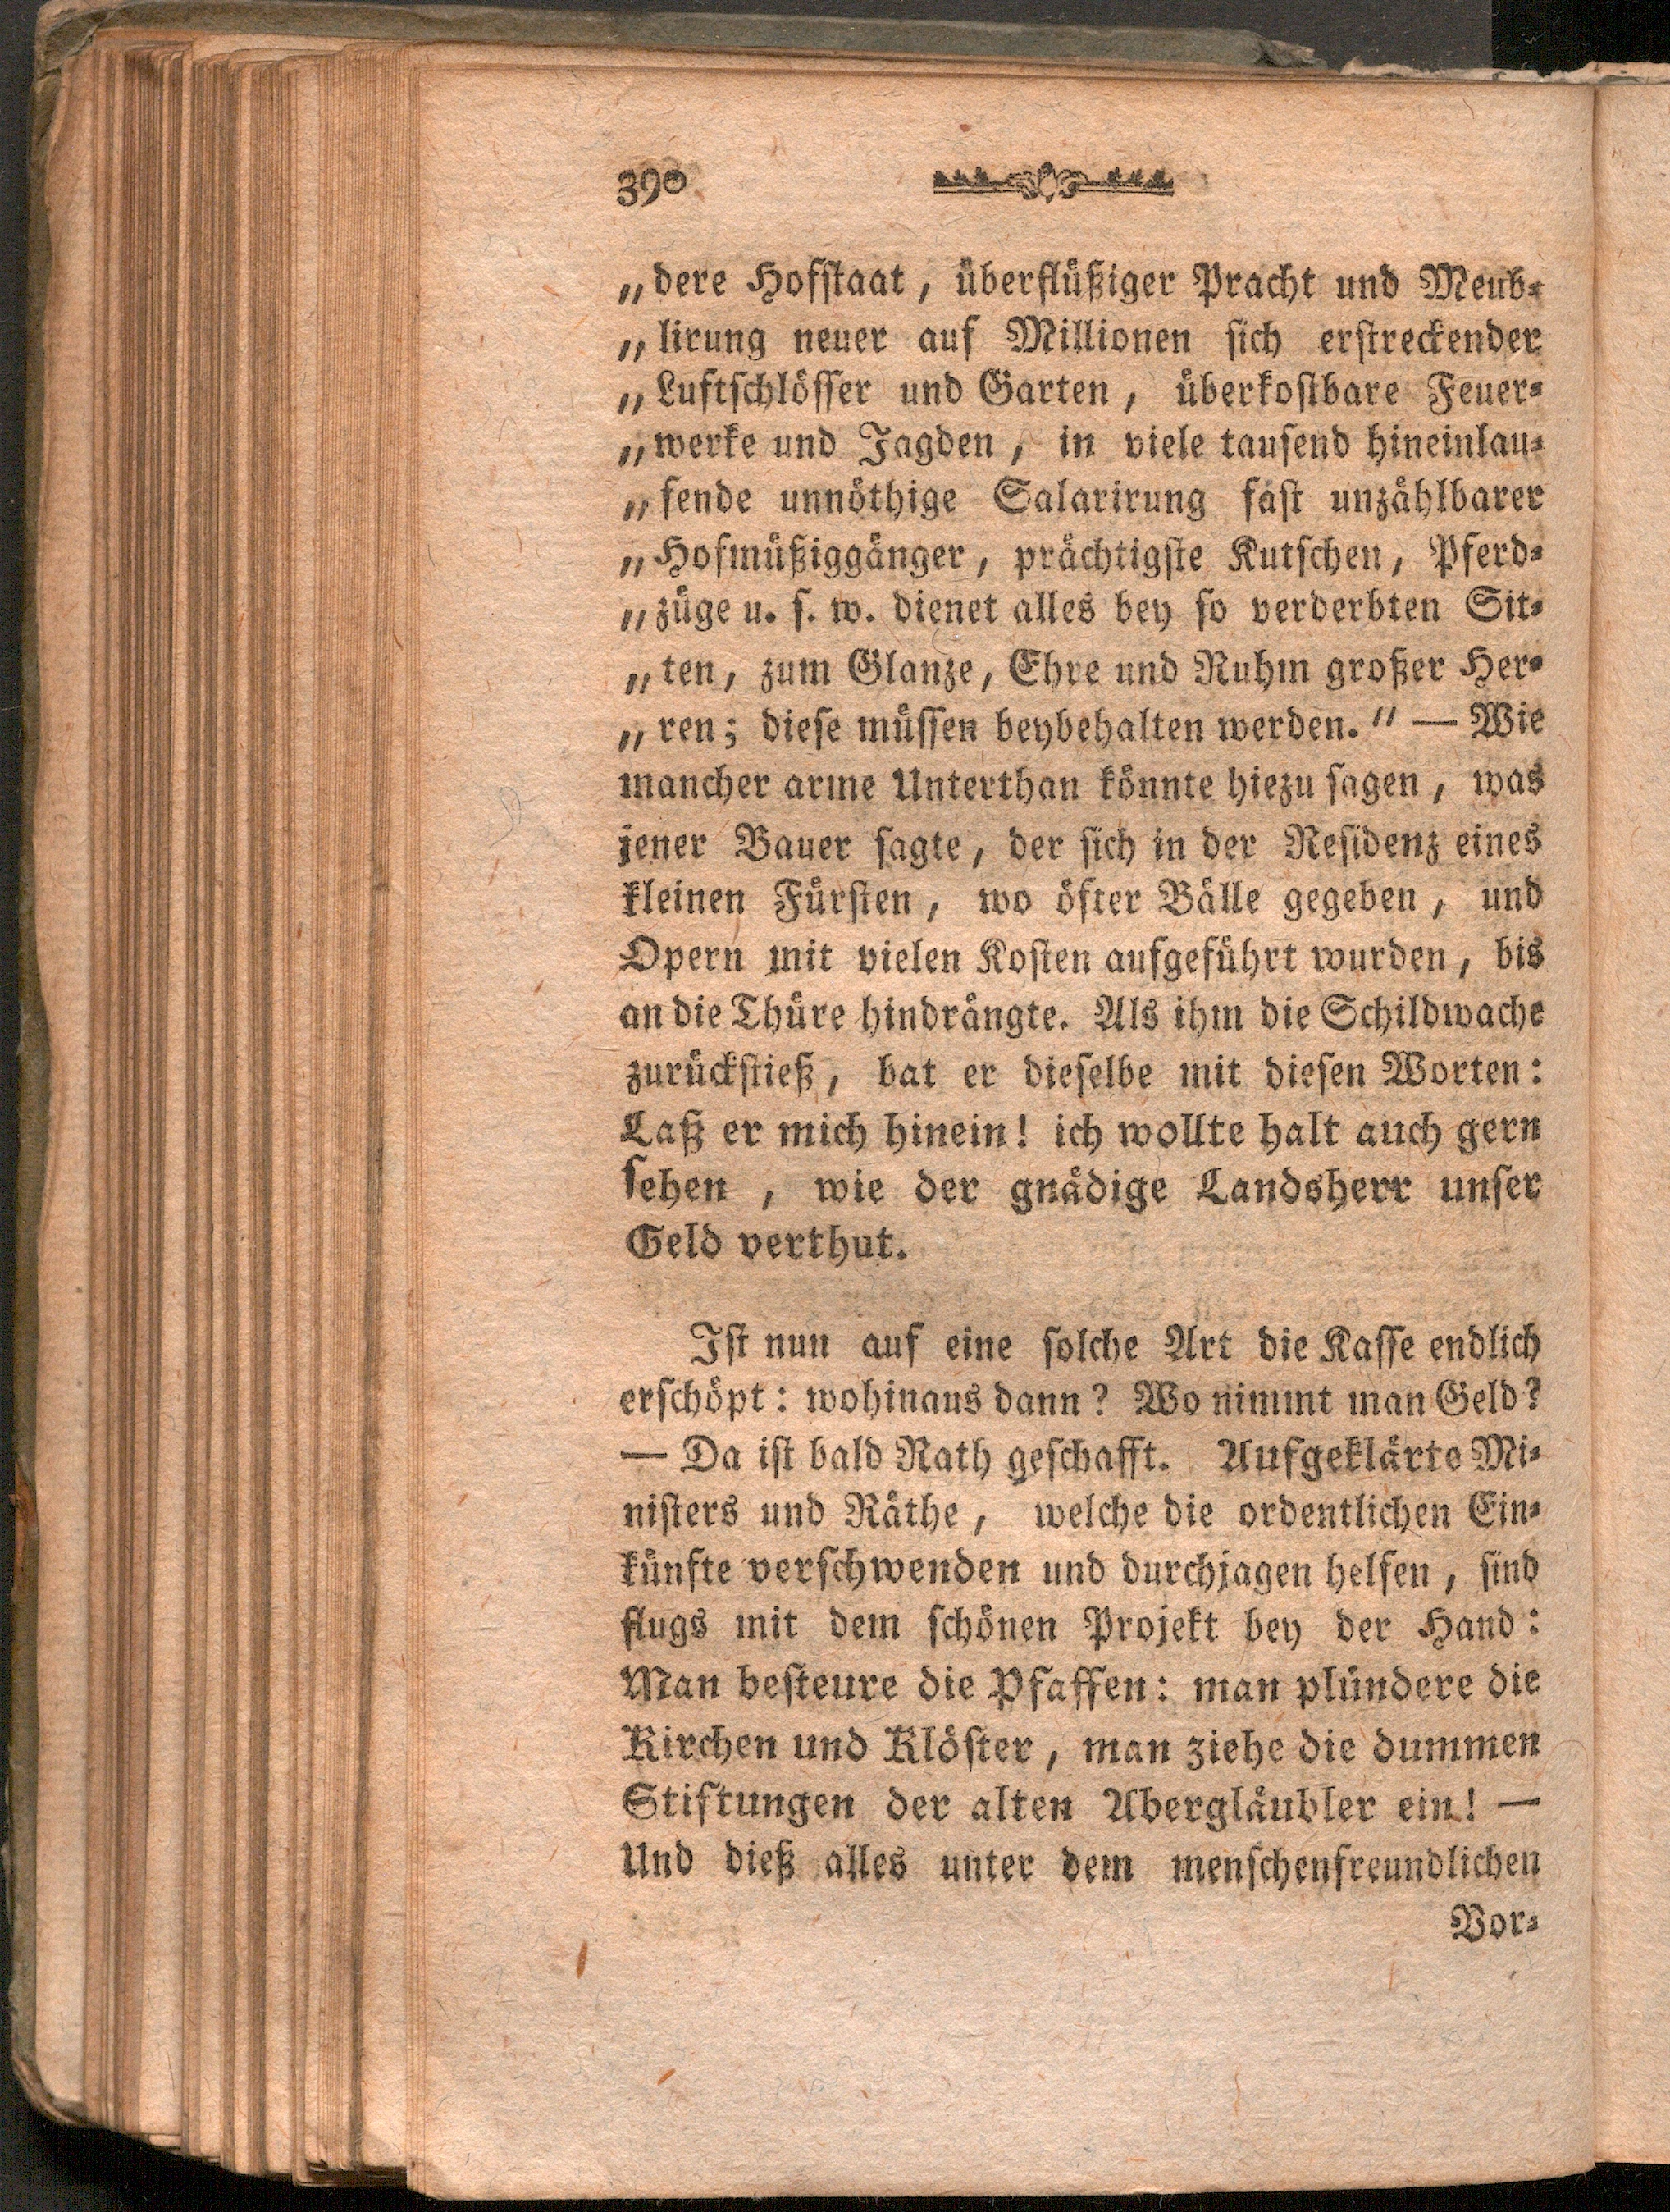 390
„dere Hofstaat, überflüßiger Pracht und Meub-
„lirung neuer auf Millionen sich erstreckender
„Luftschlösser und Garten, überkostbare Feuer-
„werke und Jagden, in viele tausend hineinlau-
„fende unnöthige Salarirung fast unzählbarer
„Hofmüßiggänger, prächtigste Kutschen, Pferd-
„züge u. s. w. dienet alles bey so verderbten Sit-
„ten, zum Glanze, Ehre und Ruhm großer Her-
„ren; diese müssen beybehalten werden." — Wie
mancher arme Unterthan könnte hiezu sagen, was
jener Bauer sagte, der sich in der Residenz eines
kleinen Fürsten, wo öfter Bälle gegeben, und
Opern mit vielen Kosten aufgeführt wurden, bis
an die Thüre hindrängte. Als ihm die Schildwache
zurückstieß, bat er dieselbe mit diesen Worten:
Laß er mich hinein! ich wollte halt auch gern
sehen, wie der gnädige Landsherr unser
Geld verthut.
Ist nun auf eine solche Art die Kasse endlich
erschöpt: wohinaus dann? Wo nimmt man Geld?
— Da ist bald Rath geschafft. Aufgeklärte Mi-
nisters und Räthe, welche die ordentlichen Ein-
künfte verschwenden und durchjagen helfen, sind
flugs mit dem schönen Projekt bey der Hand:
Man besteure die Pfaffen: man plündere die
Kirchen und Klöster, man ziehe die dummen
Stiftungen der alten Abergläubler ein! —
Und dieß alles unter dem menschenfreundlichen
Vor-